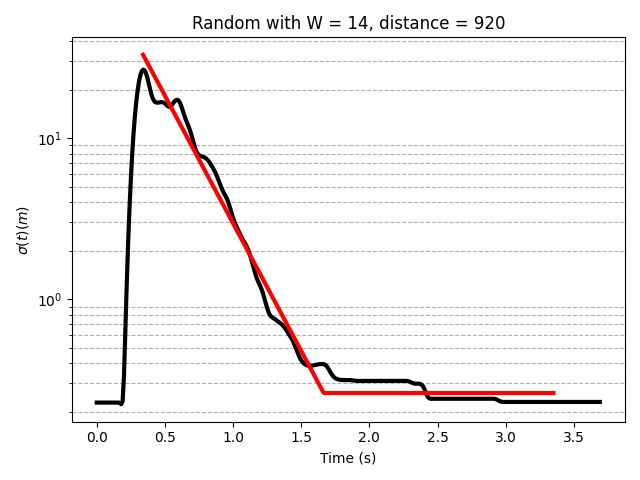 Random with W = 14, distance = 920
σ(t)(m)
10¹
10⁰
0.0 0.5 1.0 1.5 2.0 2.5 3.0 3.5
Time (s)